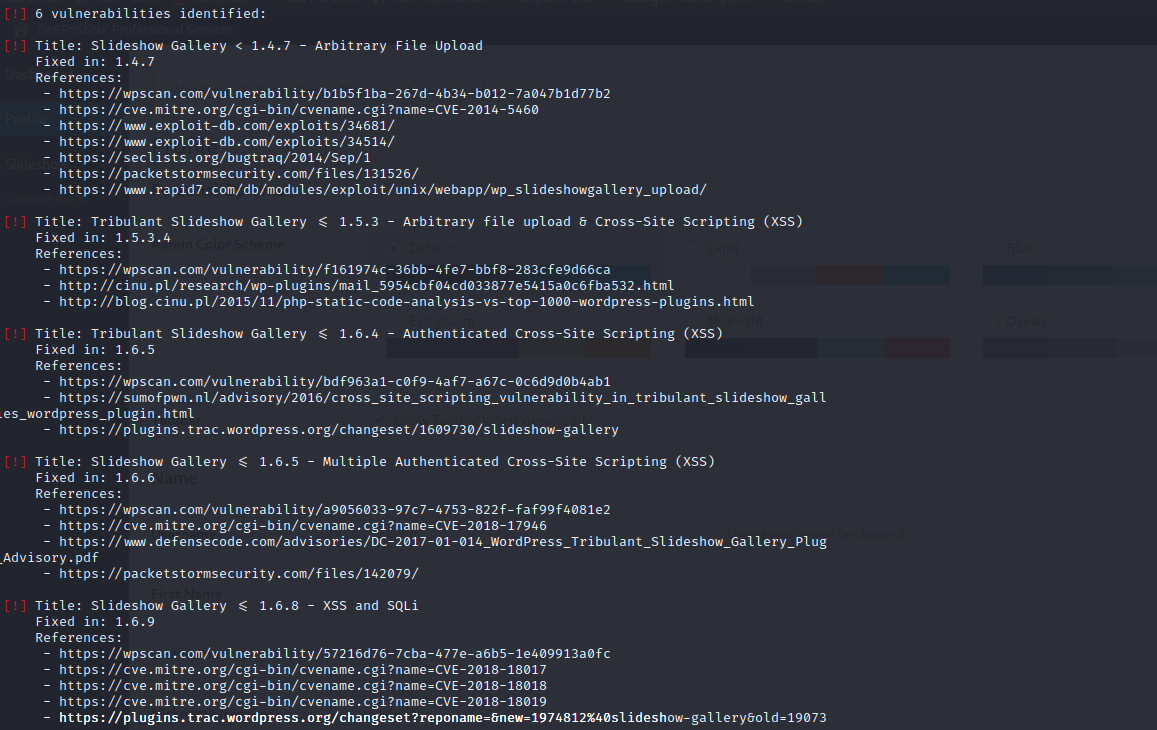 [!] 6 vulnerabilities identified:
[!] Title: Slideshow Gallery < 1.4.7 - Arbitrary File Upload
Fixed in: 1.4.7
References:
- https://wpscan.com/vulnerability/b1b5f1ba-267d-4b34-b012-7a047b1d77b2
- https://cve.mitre.org/cgi-bin/cvename.cgi?name=CVE-2014-5460
- https://www.exploit-db.com/exploits/34681/
- https://www.exploit-db.com/exploits/34514/
- https://seclists.org/bugtraq/2014/Sep/1
- https://packetstormsecurity.com/files/131526/
- https://www.rapid7.com/db/modules/exploit/unix/webapp/wp_slideshowgallery_upload/
[!] Title: Tribulant Slideshow Gallery <= 1.5.3 - Arbitrary file upload & Cross-Site Scripting (XSS)
Fixed in: 1.5.3.4
References:
- https://wpscan.com/vulnerability/f161974c-36bb-4fe7-bbf8-283cfe9d66ca
- http://cinu.pl/research/wp-plugins/mail_5954cbf04cd033877e5415a0c6fba532.html
- http://blog.cinu.pl/2015/11/php-static-code-analysis-vs-top-1000-wordpress-plugins.html
[!] Title: Tribulant Slideshow Gallery <= 1.6.4 - Authenticated Cross-Site Scripting (XSS)
Fixed in: 1.6.5
References:
- https://wpscan.com/vulnerability/bdf963a1-c0f9-4af7-a67c-0c6d9d0b4ab1
- https://sumofpwn.nl/advisory/2016/cross_site_scripting_vulnerability_in_tribulant_slideshow_gall
les_wordpress_plugin.html
- https://plugins.trac.wordpress.org/changeset/1609730/slideshow-gallery
[!] Title: Slideshow Gallery <= 1.6.5 - Multiple Authenticated Cross-Site Scripting (XSS)
Fixed in: 1.6.6
References:
- https://wpscan.com/vulnerability/a9056033-97c7-4753-822f-faf99f4081e2
- https://cve.mitre.org/cgi-bin/cvename.cgi?name=CVE-2018-17946
- https://www.defensecode.com/advisories/DC-2017-01-014_WordPress_Tribulant_Slideshow_Gallery_Plug
_Advisory.pdf
- https://packetstormsecurity.com/files/142079/
[!] Title: Slideshow Gallery <= 1.6.8 - XSS and SQLi
Fixed in: 1.6.9
References:
- https://wpscan.com/vulnerability/57216d76-7cba-477e-a6b5-1e409913a0fc
- https://cve.mitre.org/cgi-bin/cvename.cgi?name=CVE-2018-18017
- https://cve.mitre.org/cgi-bin/cvename.cgi?name=CVE-2018-18018
- https://cve.mitre.org/cgi-bin/cvename.cgi?name=CVE-2018-18019
- https://plugins.trac.wordpress.org/changeset?reponame=&new=1974812%40slideshow-gallery&old=19073
Profile
Admin Color Scheme
Default
Light
Blue
Ectoplasm
Midnight
Ocean
Name
First Name